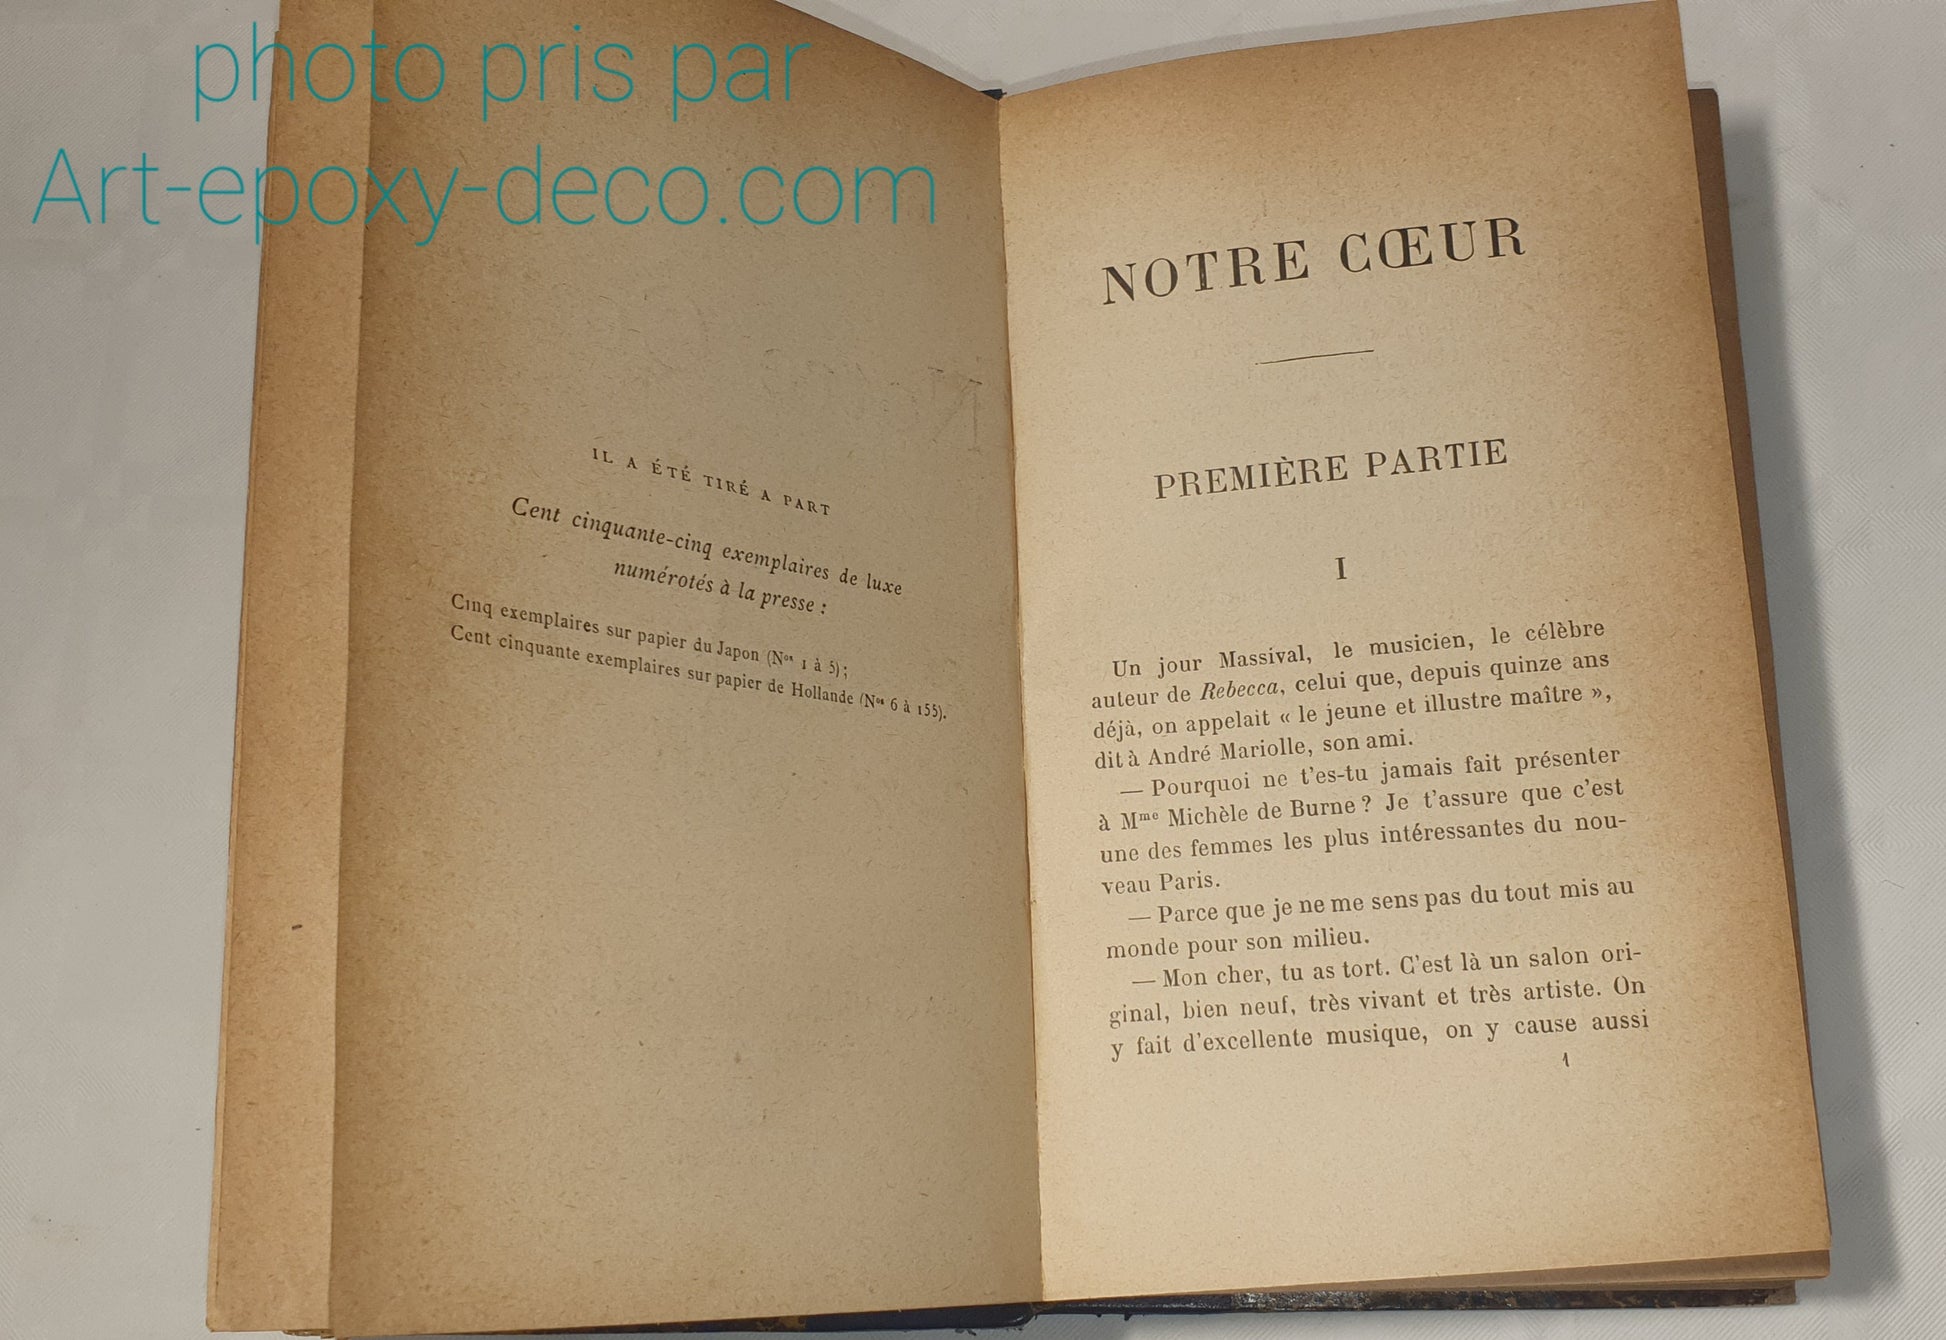 photo pris par
Art-epoxy-deco.com
IL A ÉTÉ TIRÉ A PART
Cent cinquante-cinq exemplaires de luxe
numérotés à la presse :
Cinq exemplaires sur papier du Japon (Nos 1 à 5);
Cent cinquante exemplaires sur papier de Hollande (Nos 6 à 155).
NOTRE CŒUR
PREMIÈRE PARTIE
I
Un jour Massival, le musicien, le célèbre
auteur de Rebecca, celui que, depuis quinze ans
déjà, on appelait « le jeune et illustre maître »,
dit à André Mariolle, son ami.
— Pourquoi ne t'es-tu jamais fait présenter
à Mme Michèle de Burne ? Je t'assure que c'est
une des femmes les plus intéressantes du nou-
veau Paris.
— Parce que je ne me sens pas du tout mis au
monde pour son milieu.
— Mon cher, tu as tort. C'est là un salon ori-
ginal, bien neuf, très vivant et très artiste. On
y fait d'excellente musique, on y cause aussi
1